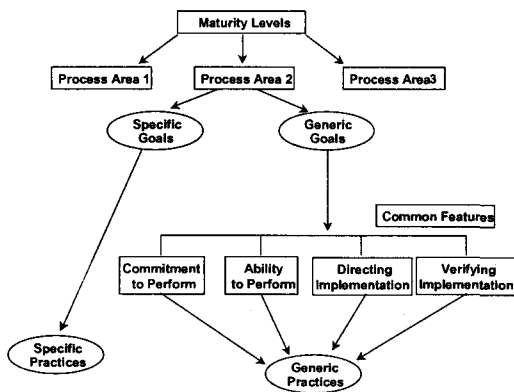 Maturity Levels
Process Area 1
Process Area 2
Process Area3
Specific
Goals
Generic
Goals
Common Features
Commitment
to Perform
Ability
to Perform
Directing
Implementation
Verifying
Implementation
Specific
Practices
Generic
Practices